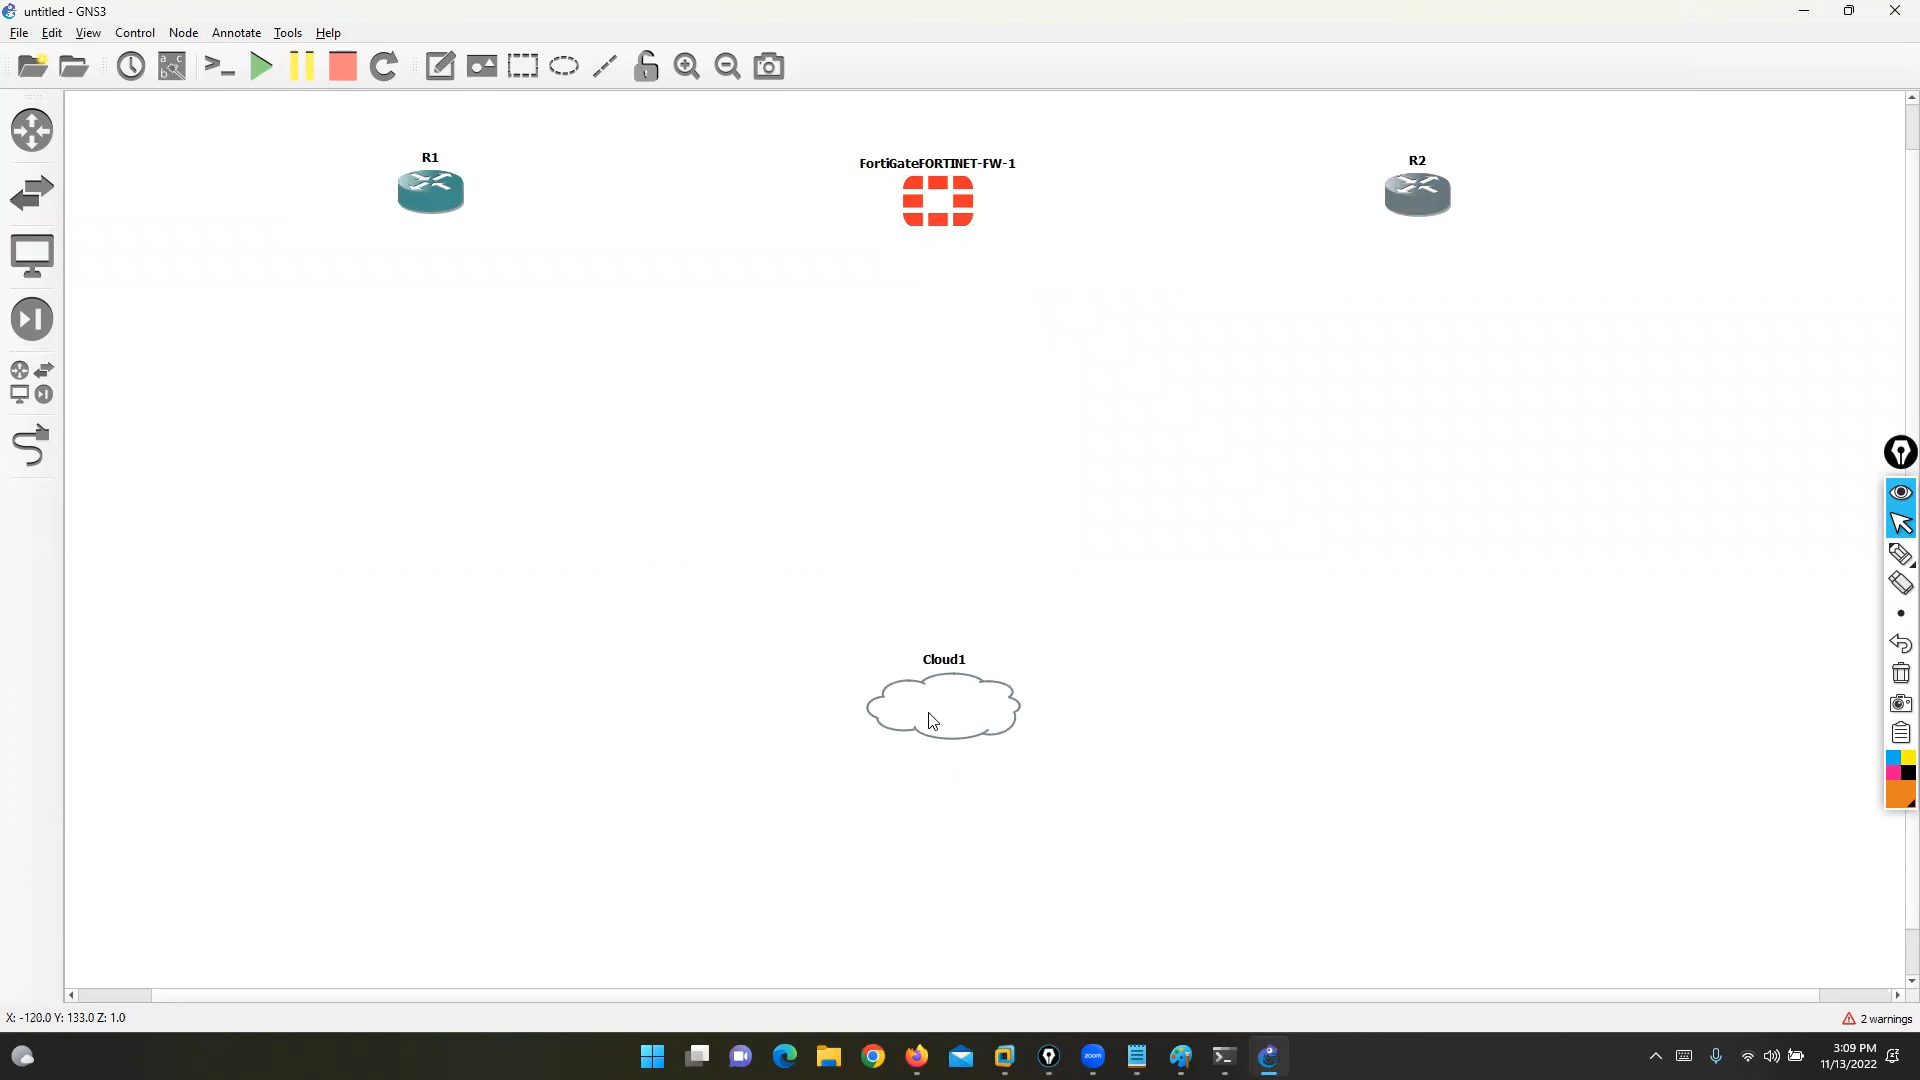 untitled - GNS3
File Edit View Control Node Annotate Tools Help
a c
b
R1
FortiGateFORTINET-FW-1
R2
Cloud1
X: -120.0 Y: 133.0 Z: 1.0
2 warnings
zoom
3:09 PM
11/13/2022